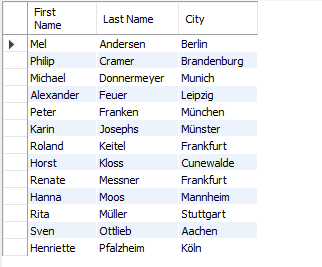 First Name Last Name City
Mel Andersen Berlin
Philip Cramer Brandenburg
Michael Donnermeyer Munich
Alexander Feuer Leipzig
Peter Franken München
Karin Josephs Münster
Roland Keitel Frankfurt
Horst Kloss Cunewalde
Renate Messner Frankfurt
Hanna Moos Mannheim
Rita Müller Stuttgart
Sven Ottlieb Aachen
Henriette Pfalzheim Köln